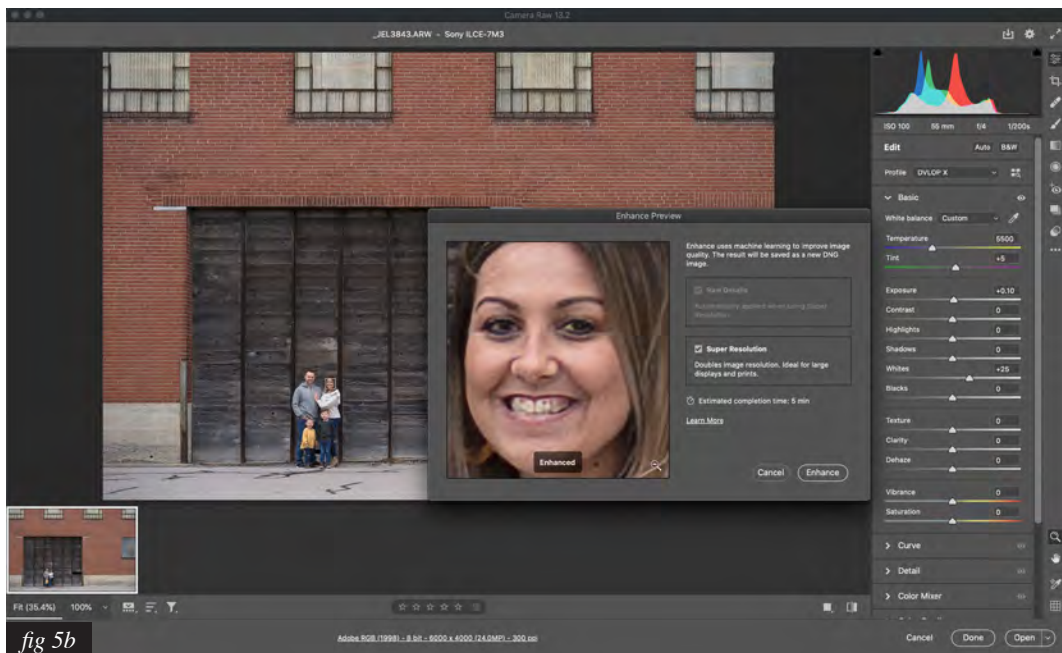 Camera Raw 13.2
_JEL3843.ARW - Sony ILCE-7M3
ISO 100 f/4 1/200s
Edit Auto B&W
Profile DVLOP X
Basic
White balance Custom
Temperature 5500
Tint +5
Exposure +0.10
Contrast 0
Highlights 0
Shadows 0
Whites +25
Blacks 0
Texture 0
Clarity 0
Dehaze 0
Vibrance 0
Saturation 0
Curve
Detail
Color Mixer
Enhance Preview
Enhance uses machine learning to improve image
quality. The result will be saved as a new DNG
image.
Raw Details
Super Resolution
Doubles image resolution. Ideal for large
displays and prints.
Estimated completion time: 5 min
Learn More
Enhanced
Cancel Enhance
Fit (35.4%) 100%
fig 5b
Adobe RGB (1998) - 8 bit - 6000 x 4000 (24.0MP) - 300 ppi
Cancel Done Open